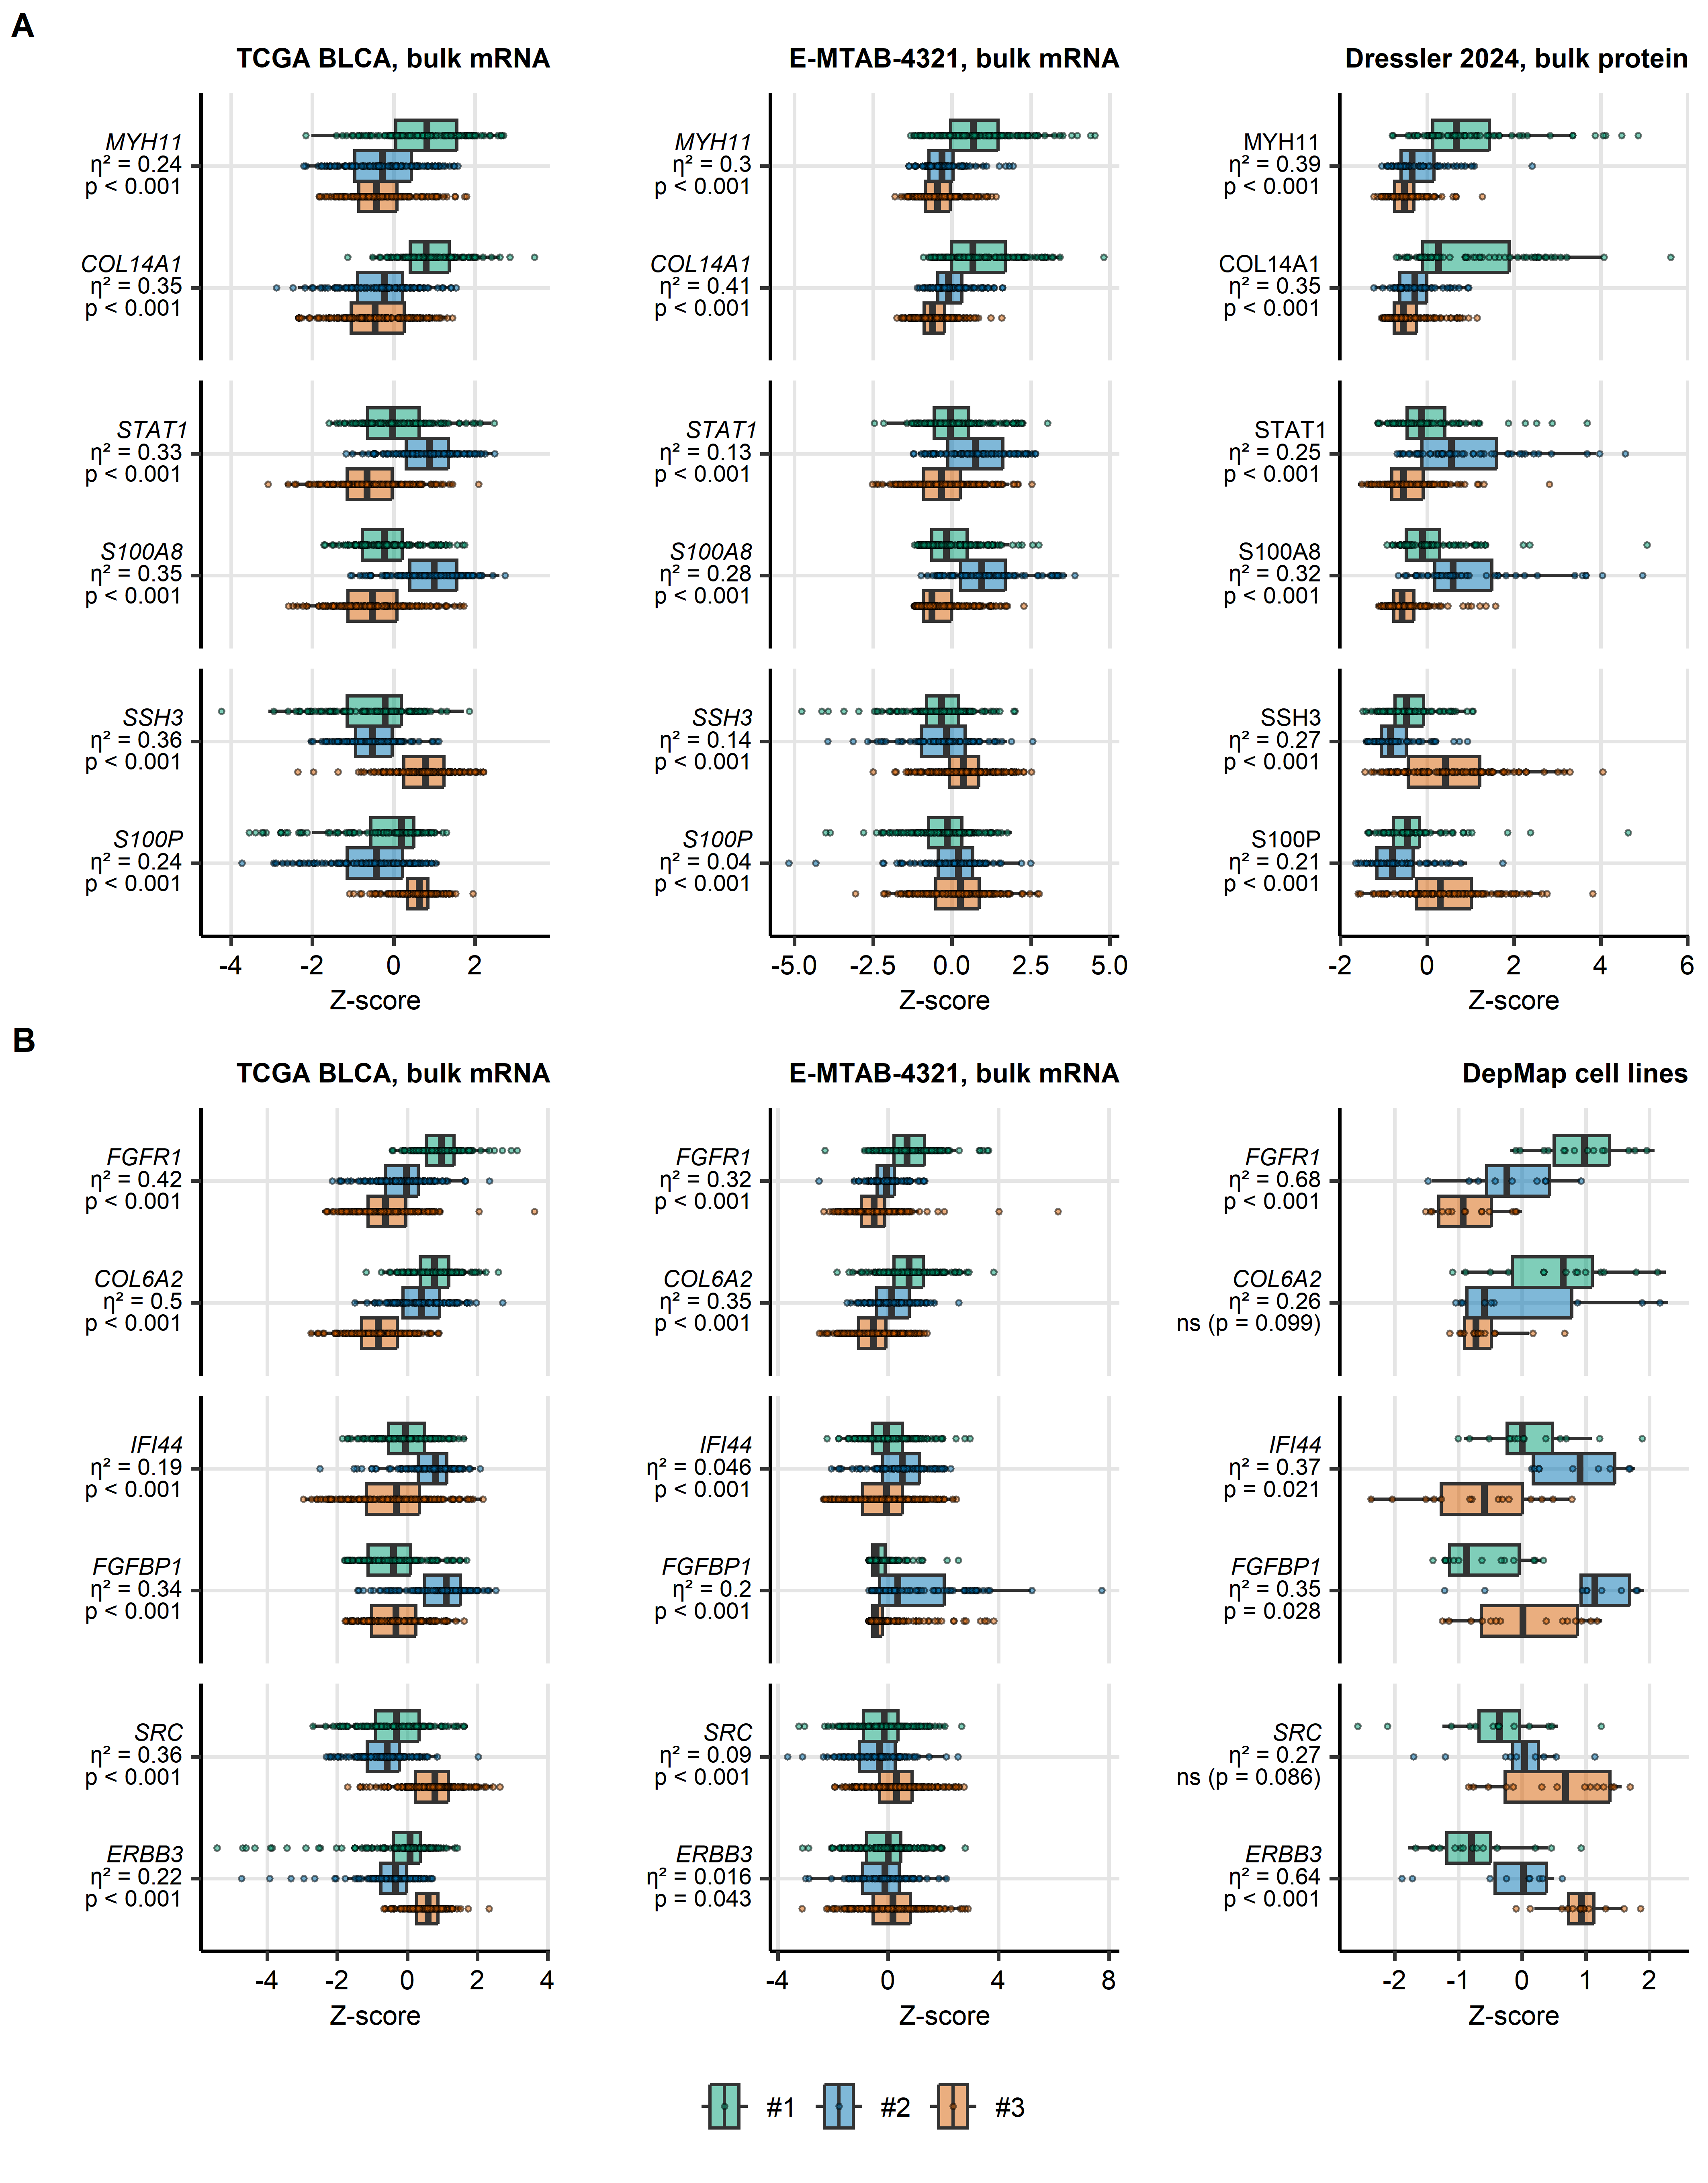 A
TCGA BLCA, bulk mRNA
MYH11
η² = 0.24
p < 0.001
COL14A1
η² = 0.35
p < 0.001
STAT1
η² = 0.33
p < 0.001
S100A8
η² = 0.35
p < 0.001
SSH3
η² = 0.36
p < 0.001
S100P
η² = 0.24
p < 0.001
-4 -2 0 2
Z-score
E-MTAB-4321, bulk mRNA
MYH11
η² = 0.3
p < 0.001
COL14A1
η² = 0.41
p < 0.001
STAT1
η² = 0.13
p < 0.001
S100A8
η² = 0.28
p < 0.001
SSH3
η² = 0.14
p < 0.001
S100P
η² = 0.04
p < 0.001
-5.0 -2.5 0.0 2.5 5.0
Z-score
Dressler 2024, bulk protein
MYH11
η² = 0.39
p < 0.001
COL14A1
η² = 0.35
p < 0.001
STAT1
η² = 0.25
p < 0.001
S100A8
η² = 0.32
p < 0.001
SSH3
η² = 0.27
p < 0.001
S100P
η² = 0.21
p < 0.001
-2 0 2 4 6
Z-score
B
TCGA BLCA, bulk mRNA
FGFR1
η² = 0.42
p < 0.001
COL6A2
η² = 0.5
p < 0.001
IFI44
η² = 0.19
p < 0.001
FGFBP1
η² = 0.34
p < 0.001
SRC
η² = 0.36
p < 0.001
ERBB3
η² = 0.22
p < 0.001
-4 -2 0 2 4
Z-score
E-MTAB-4321, bulk mRNA
FGFR1
η² = 0.32
p < 0.001
COL6A2
η² = 0.35
p < 0.001
IFI44
η² = 0.046
p < 0.001
FGFBP1
η² = 0.2
p < 0.001
SRC
η² = 0.09
p < 0.001
ERBB3
η² = 0.016
p = 0.043
-4 0 4 8
Z-score
DepMap cell lines
FGFR1
η² = 0.68
p < 0.001
COL6A2
η² = 0.26
ns (p = 0.099)
IFI44
η² = 0.37
p = 0.021
FGFBP1
η² = 0.35
p = 0.028
SRC
η² = 0.27
ns (p = 0.086)
ERBB3
η² = 0.64
p < 0.001
-2 -1 0 1 2
Z-score
#1 #2 #3